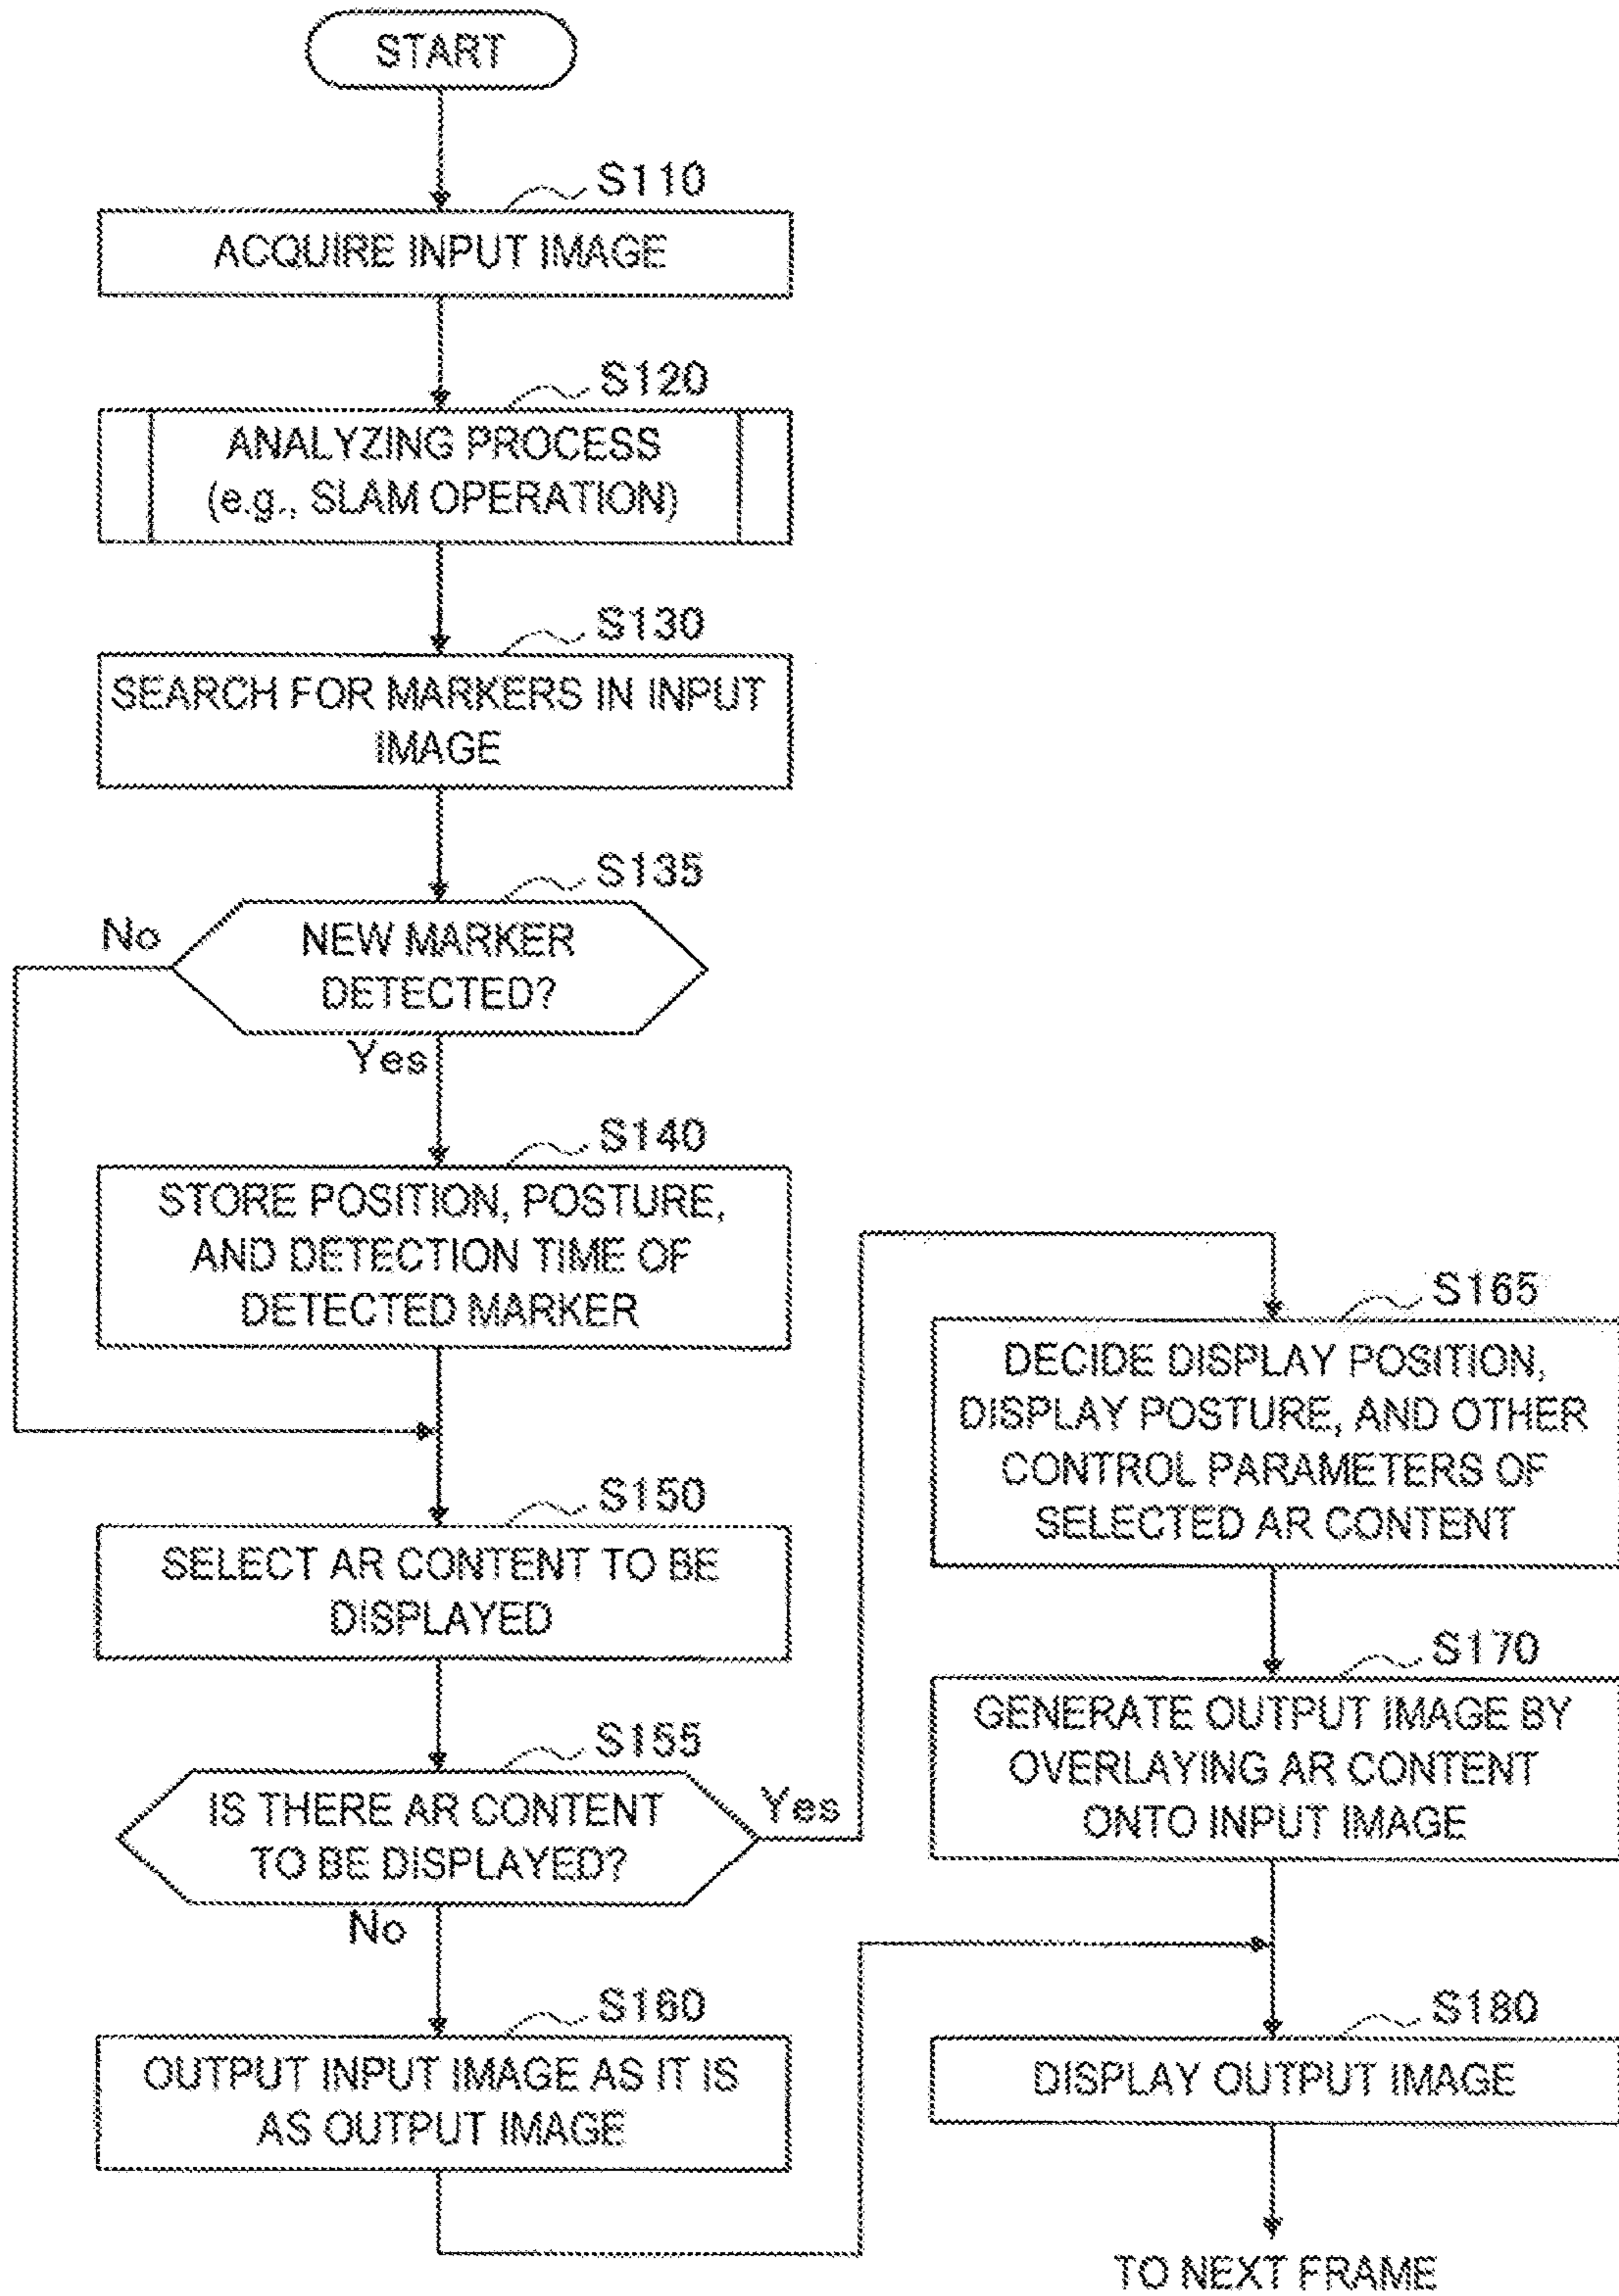 START
S110
ACQUIRE INPUT IMAGE
S120
ANALYZING PROCESS
(e.g., SLAM OPERATION)
S130
SEARCH FOR MARKERS IN INPUT
IMAGE
S135
No
NEW MARKER
DETECTED?
Yes
S140
STORE POSITION, POSTURE,
AND DETECTION TIME OF
DETECTED MARKER
S150
SELECT AR CONTENT TO BE
DISPLAYED
S155
IS THERE AR CONTENT
TO BE DISPLAYED?
Yes
No
S160
OUTPUT INPUT IMAGE AS IT IS
AS OUTPUT IMAGE
S165
DECIDE DISPLAY POSITION,
DISPLAY POSTURE, AND OTHER
CONTROL PARAMETERS OF
SELECTED AR CONTENT
S170
GENERATE OUTPUT IMAGE BY
OVERLAYING AR CONTENT
ONTO INPUT IMAGE
S180
DISPLAY OUTPUT IMAGE
TO NEXT FRAME